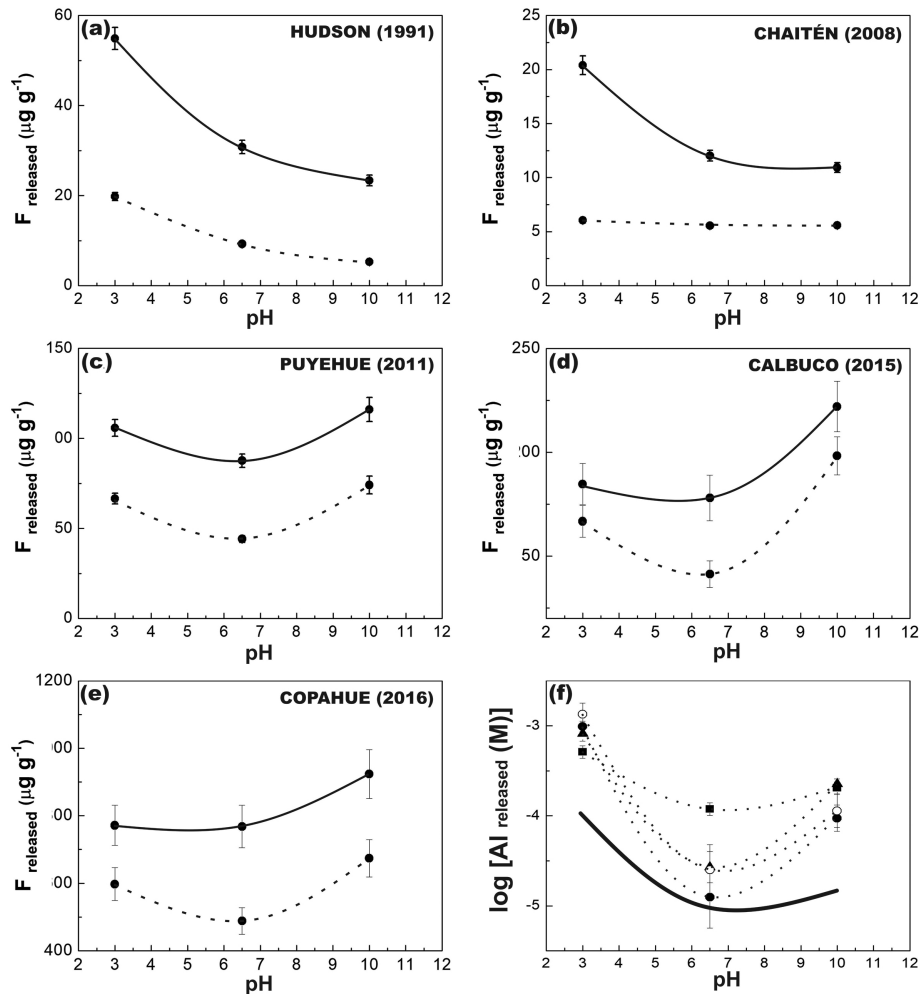 (a)
HUDSON (1991)
F released (μg g-1)
60
40
20
0
2 3 4 5 6 7 8 9 10 11 12
pH
(b)
CHAITÉN (2008)
F released (μg g-1)
25
20
15
10
5
0
2 3 4 5 6 7 8 9 10 11 12
pH
(c)
PUYEHUE (2011)
F released (μg g-1)
150
00
50
0
2 3 4 5 6 7 8 9 10 11 12
pH
(d)
CALBUCO (2015)
F released (μg g-1)
250
200
50
2 3 4 5 6 7 8 9 10 11 12
pH
(e)
COPAHUE (2016)
F released (μg g-1)
1200
00
00
00
400
2 3 4 5 6 7 8 9 10 11 12
pH
(f)
log [Al released (M)]
-3
-4
-5
2 3 4 5 6 7 8 9 10 11 12
pH